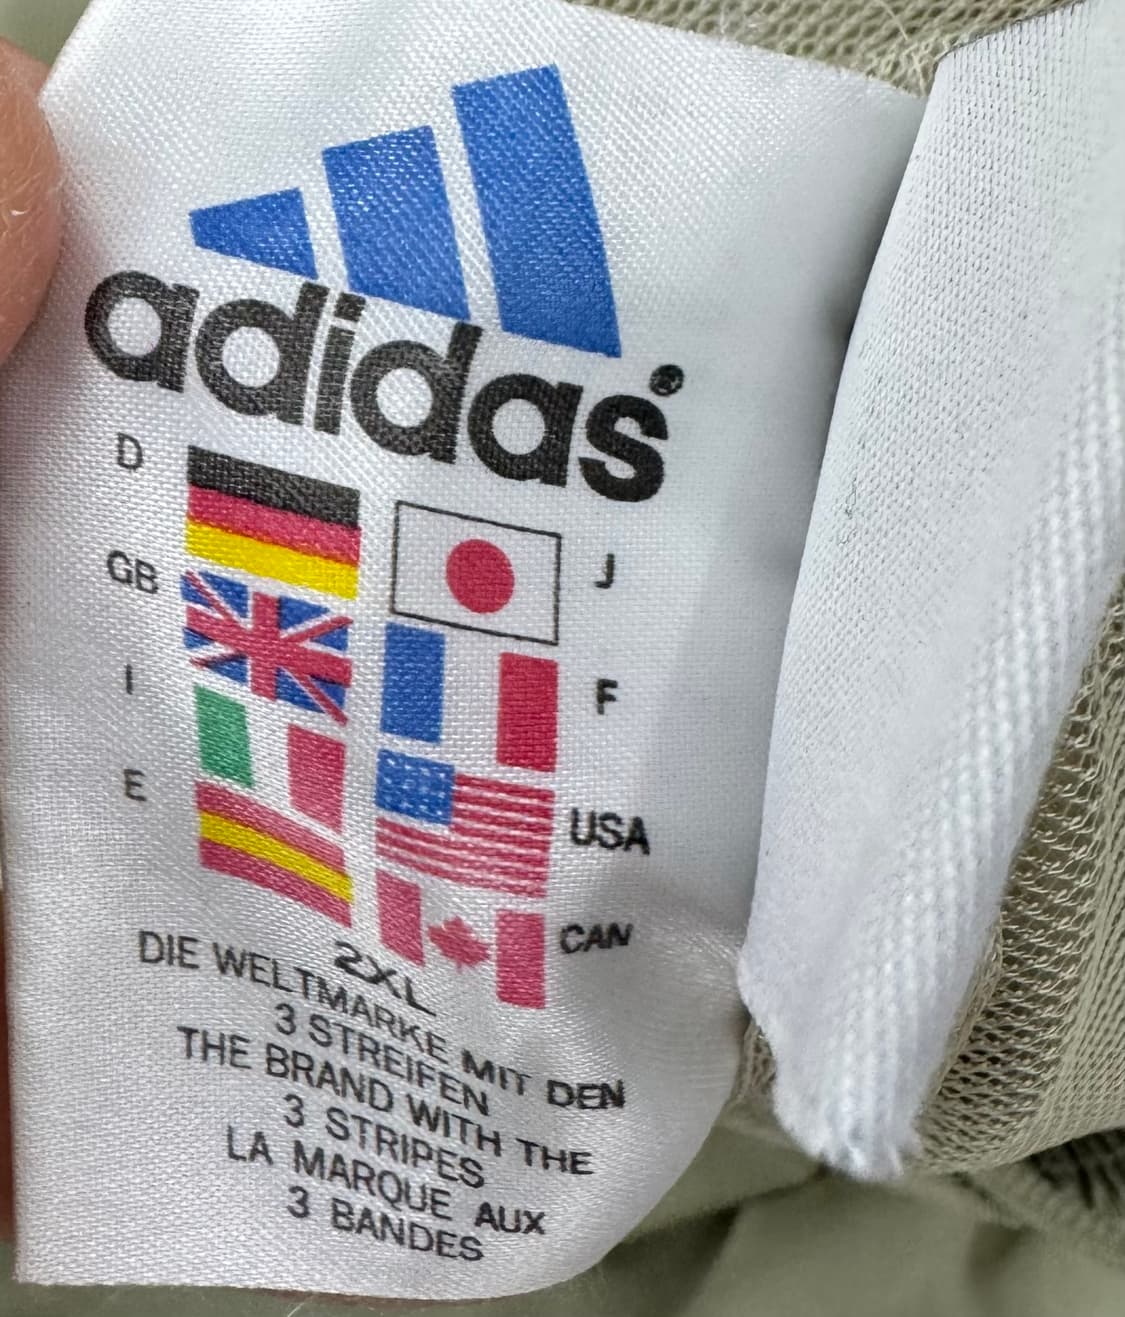 adidas®
D
J
GB
F
I
USA
E
CAN
2XL
DIE WELTMARKE MIT DEN
3 STREIFEN
THE BRAND WITH THE
3 STRIPES
LA MARQUE AUX
3 BANDES